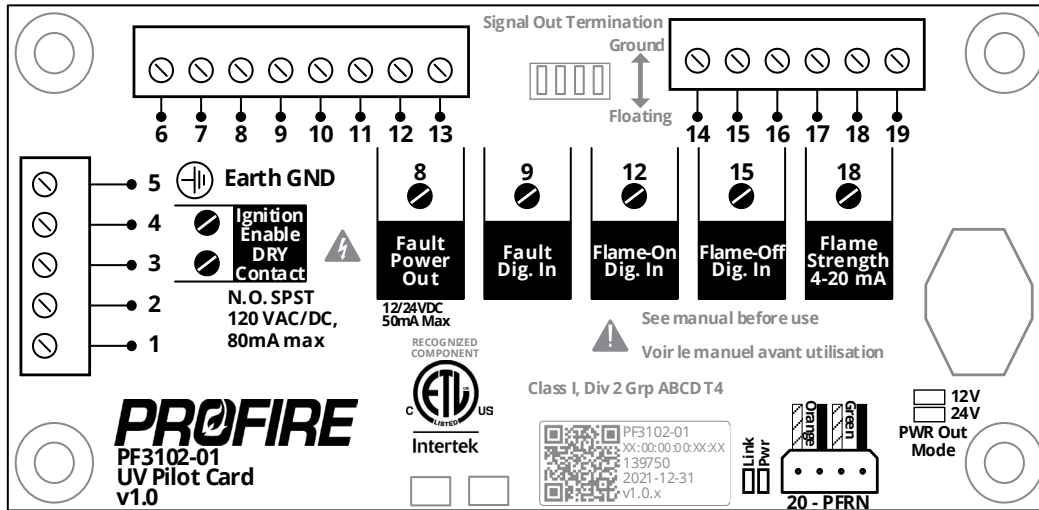 Signal Out Termination
Ground
Floating
6 7 8 9 10 11 12 13
14 15 16 17 18 19
5 Earth GND
4
3
2
1
Ignition
Enable
DRY
Contact
N.O. SPST
120 VAC/DC,
80mA max
8
Fault
Power
Out
12/24VDC
50mA Max
9
Fault
Dig. In
12
Flame-On
Dig. In
15
Flame-Off
Dig. In
18
Flame
Strength
4-20 mA
See manual before use
Voir le manuel avant utilisation
RECOGNIZED
COMPONENT
ETL
CM
LISTED
C US
Intertek
Class I, Div 2 Grp ABCD T4
PROFIRE
PF3102-01
UV Pilot Card
v1.0
PF3102-01
XX:00:00:00:XX:XX
139750
2021-12-31
v1.0.x
Link
Pwr
Orange
Green
20 - PFRN
12V
24V
PWR Out
Mode